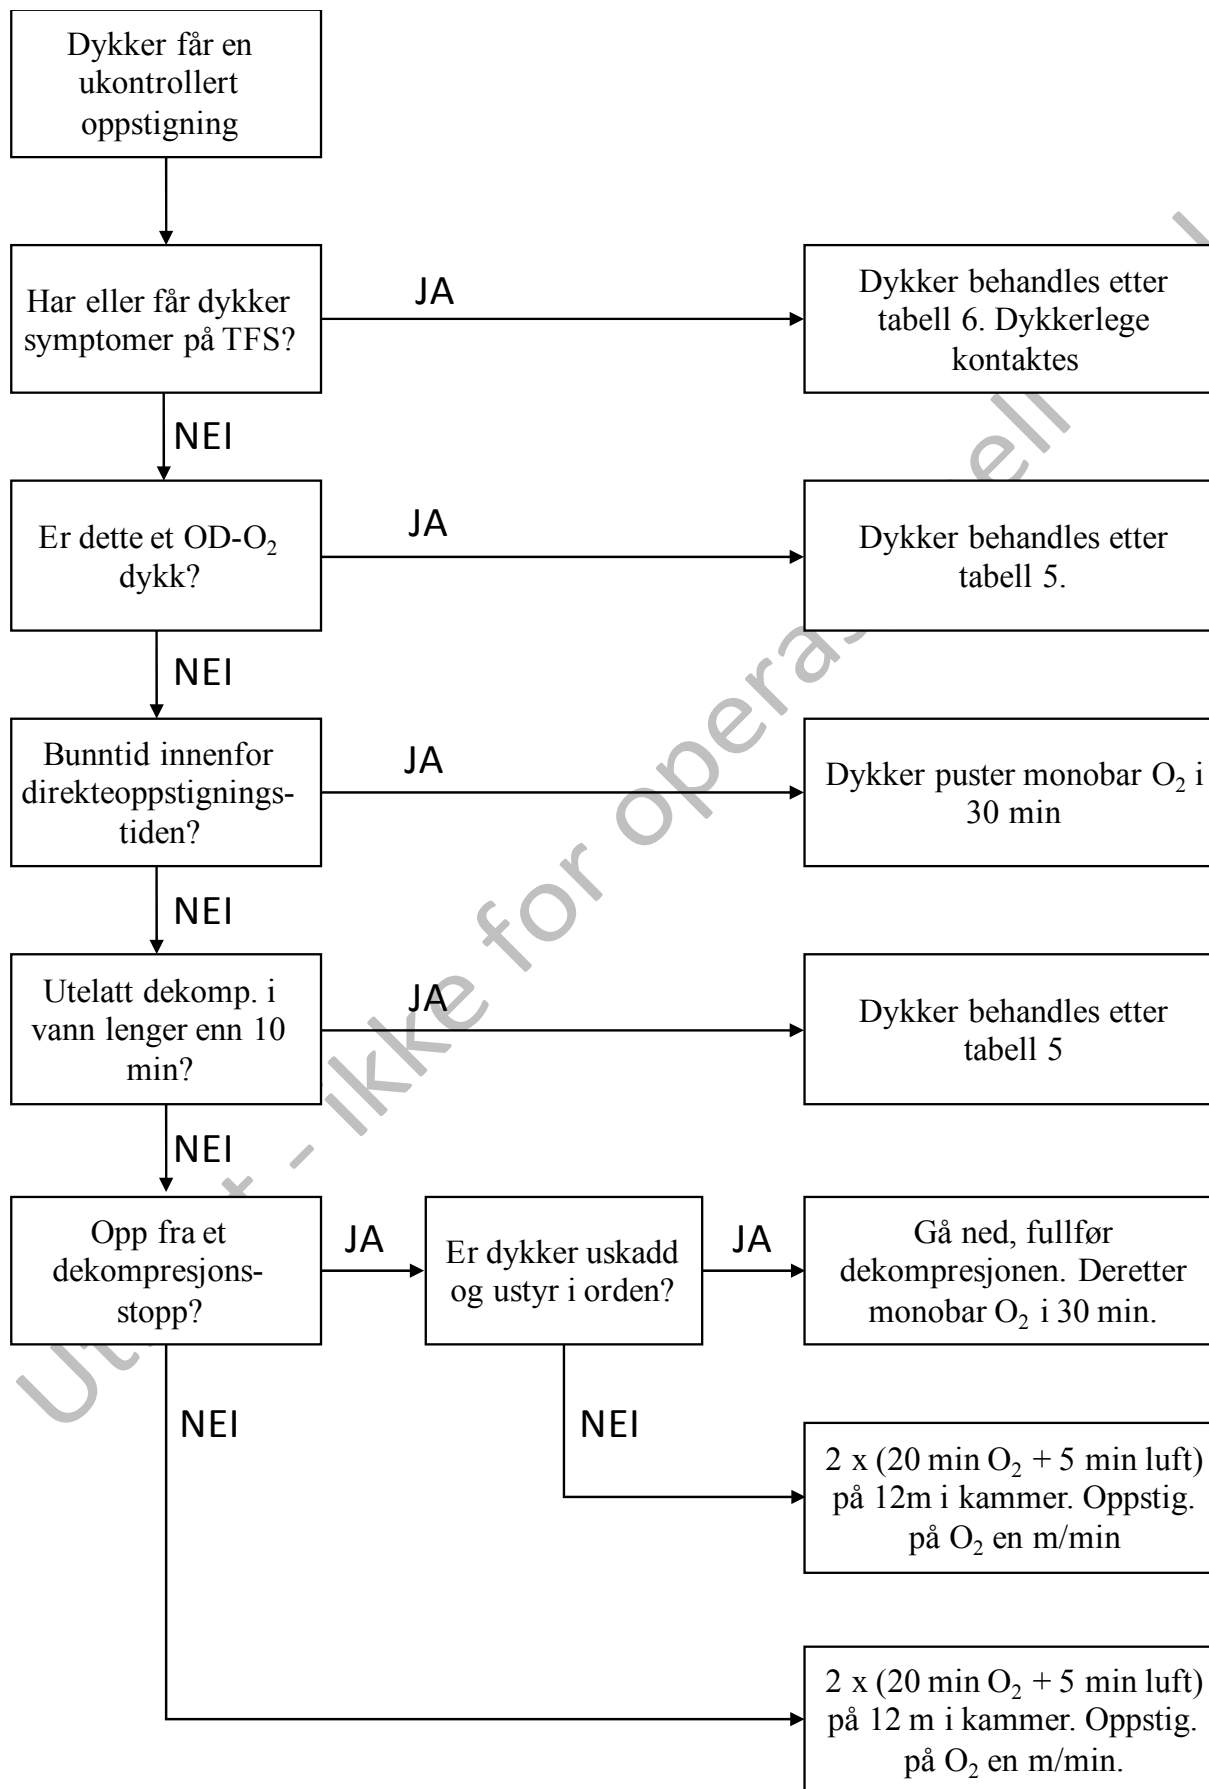 Dykker får en
ukontrollert
oppstigning
Har eller får dykker
symptomer på TFS?
JA
Dykker behandles etter
tabell 6. Dykkerlege
kontaktes
NEI
Er dette et OD-O₂
dykk?
JA
Dykker behandles etter
tabell 5.
NEI
Bunntid innenfor
direkteoppstignings-
tiden?
JA
Dykker puster monobar O₂ i
30 min
NEI
Utelatt dekomp. i
vann lenger enn 10
min?
JA
Dykker behandles etter
tabell 5
NEI
Opp fra et
dekompresjons-
stopp?
JA
Er dykker uskadd
og ustyr i orden?
JA
Gå ned, fullfør
dekompresjonen. Deretter
monobar O₂ i 30 min.
NEI
NEI
2 x (20 min O₂ + 5 min luft)
på 12m i kammer. Oppstig.
på O₂ en m/min
2 x (20 min O₂ + 5 min luft)
på 12 m i kammer. Oppstig.
på O₂ en m/min.
- ikke for